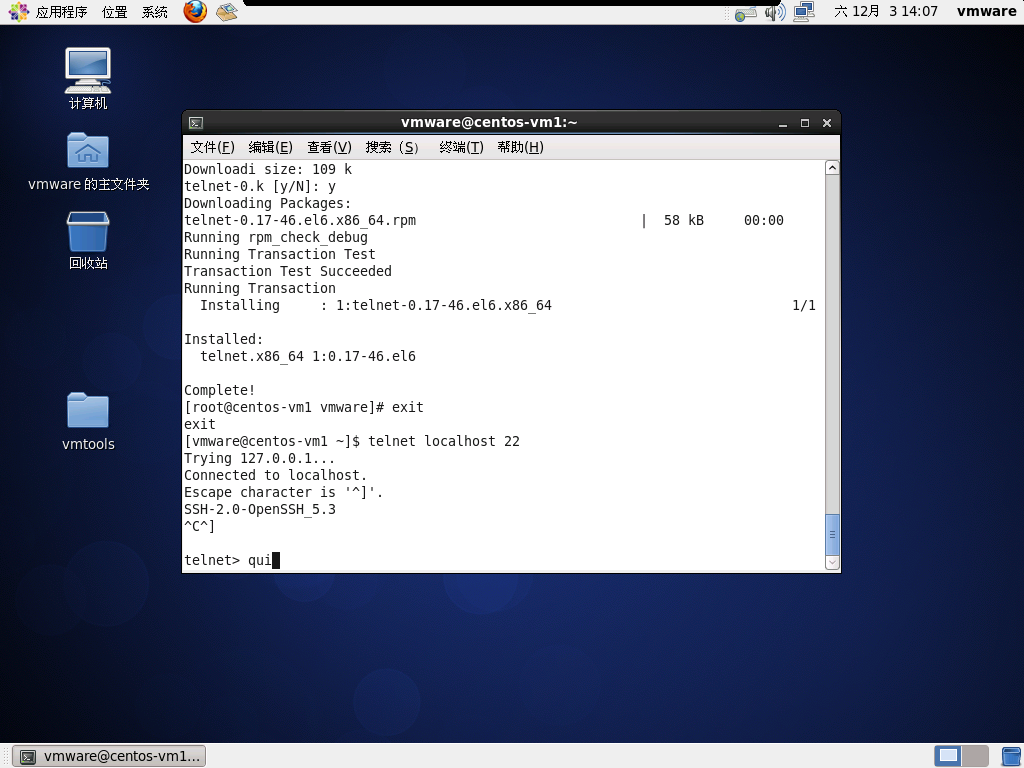 应用程序 位置 系统 六 12月 3 14:07 vmware
计算机
vmware 的主文件夹
回收站
vmtools
vmware@centos-vm1:~
文件(F) 编辑(E) 查看(V) 搜索 (S) 终端(T) 帮助(H)
Downloadi size: 109 k
telnet-0.k [y/N]: y
Downloading Packages:
telnet-0.17-46.el6.x86_64.rpm | 58 kB 00:00
Running rpm_check_debug
Running Transaction Test
Transaction Test Succeeded
Running Transaction
Installing : 1:telnet-0.17-46.el6.x86_64 1/1
Installed:
telnet.x86_64 1:0.17-46.el6
Complete!
[root@centos-vm1 vmware]# exit
exit
[vmware@centos-vm1 ~]$ telnet localhost 22
Trying 127.0.0.1...
Connected to localhost.
Escape character is '^]'.
SSH-2.0-OpenSSH_5.3
^C^]
telnet> qui
vmware@centos-vm1...